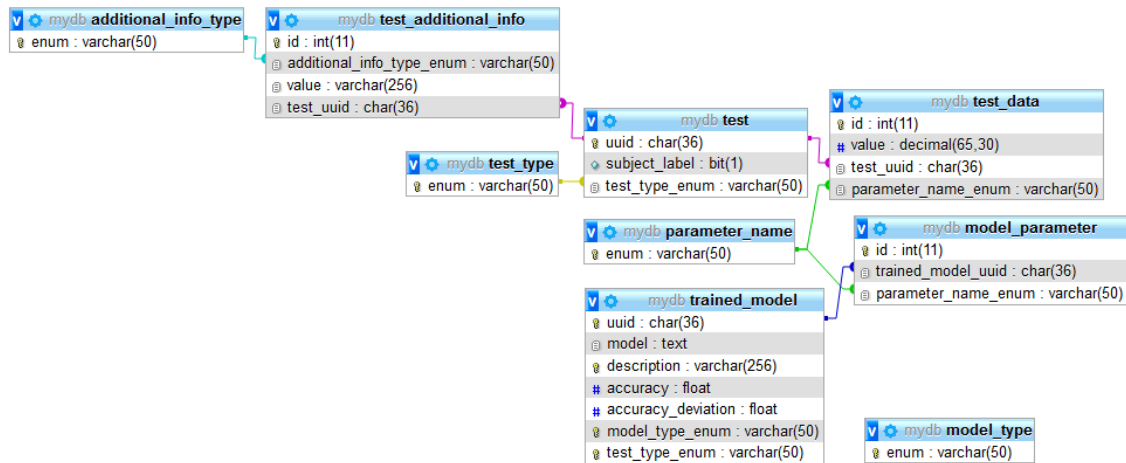 v mydb additional_info_type
enum : varchar(50)
v mydb test_additional_info
id : int(11)
additional_info_type_enum : varchar(50)
value : varchar(256)
test_uuid : char(36)
v mydb test
uuid : char(36)
subject_label : bit(1)
test_type_enum : varchar(50)
v mydb test_data
id : int(11)
# value : decimal(65,30)
test_uuid : char(36)
parameter_name_enum : varchar(50)
v mydb test_type
enum : varchar(50)
v mydb parameter_name
enum : varchar(50)
v mydb model_parameter
id : int(11)
trained_model_uuid : char(36)
parameter_name_enum : varchar(50)
v mydb trained_model
uuid : char(36)
model : text
description : varchar(256)
# accuracy : float
# accuracy_deviation : float
model_type_enum : varchar(50)
test_type_enum : varchar(50)
v mydb model_type
enum : varchar(50)